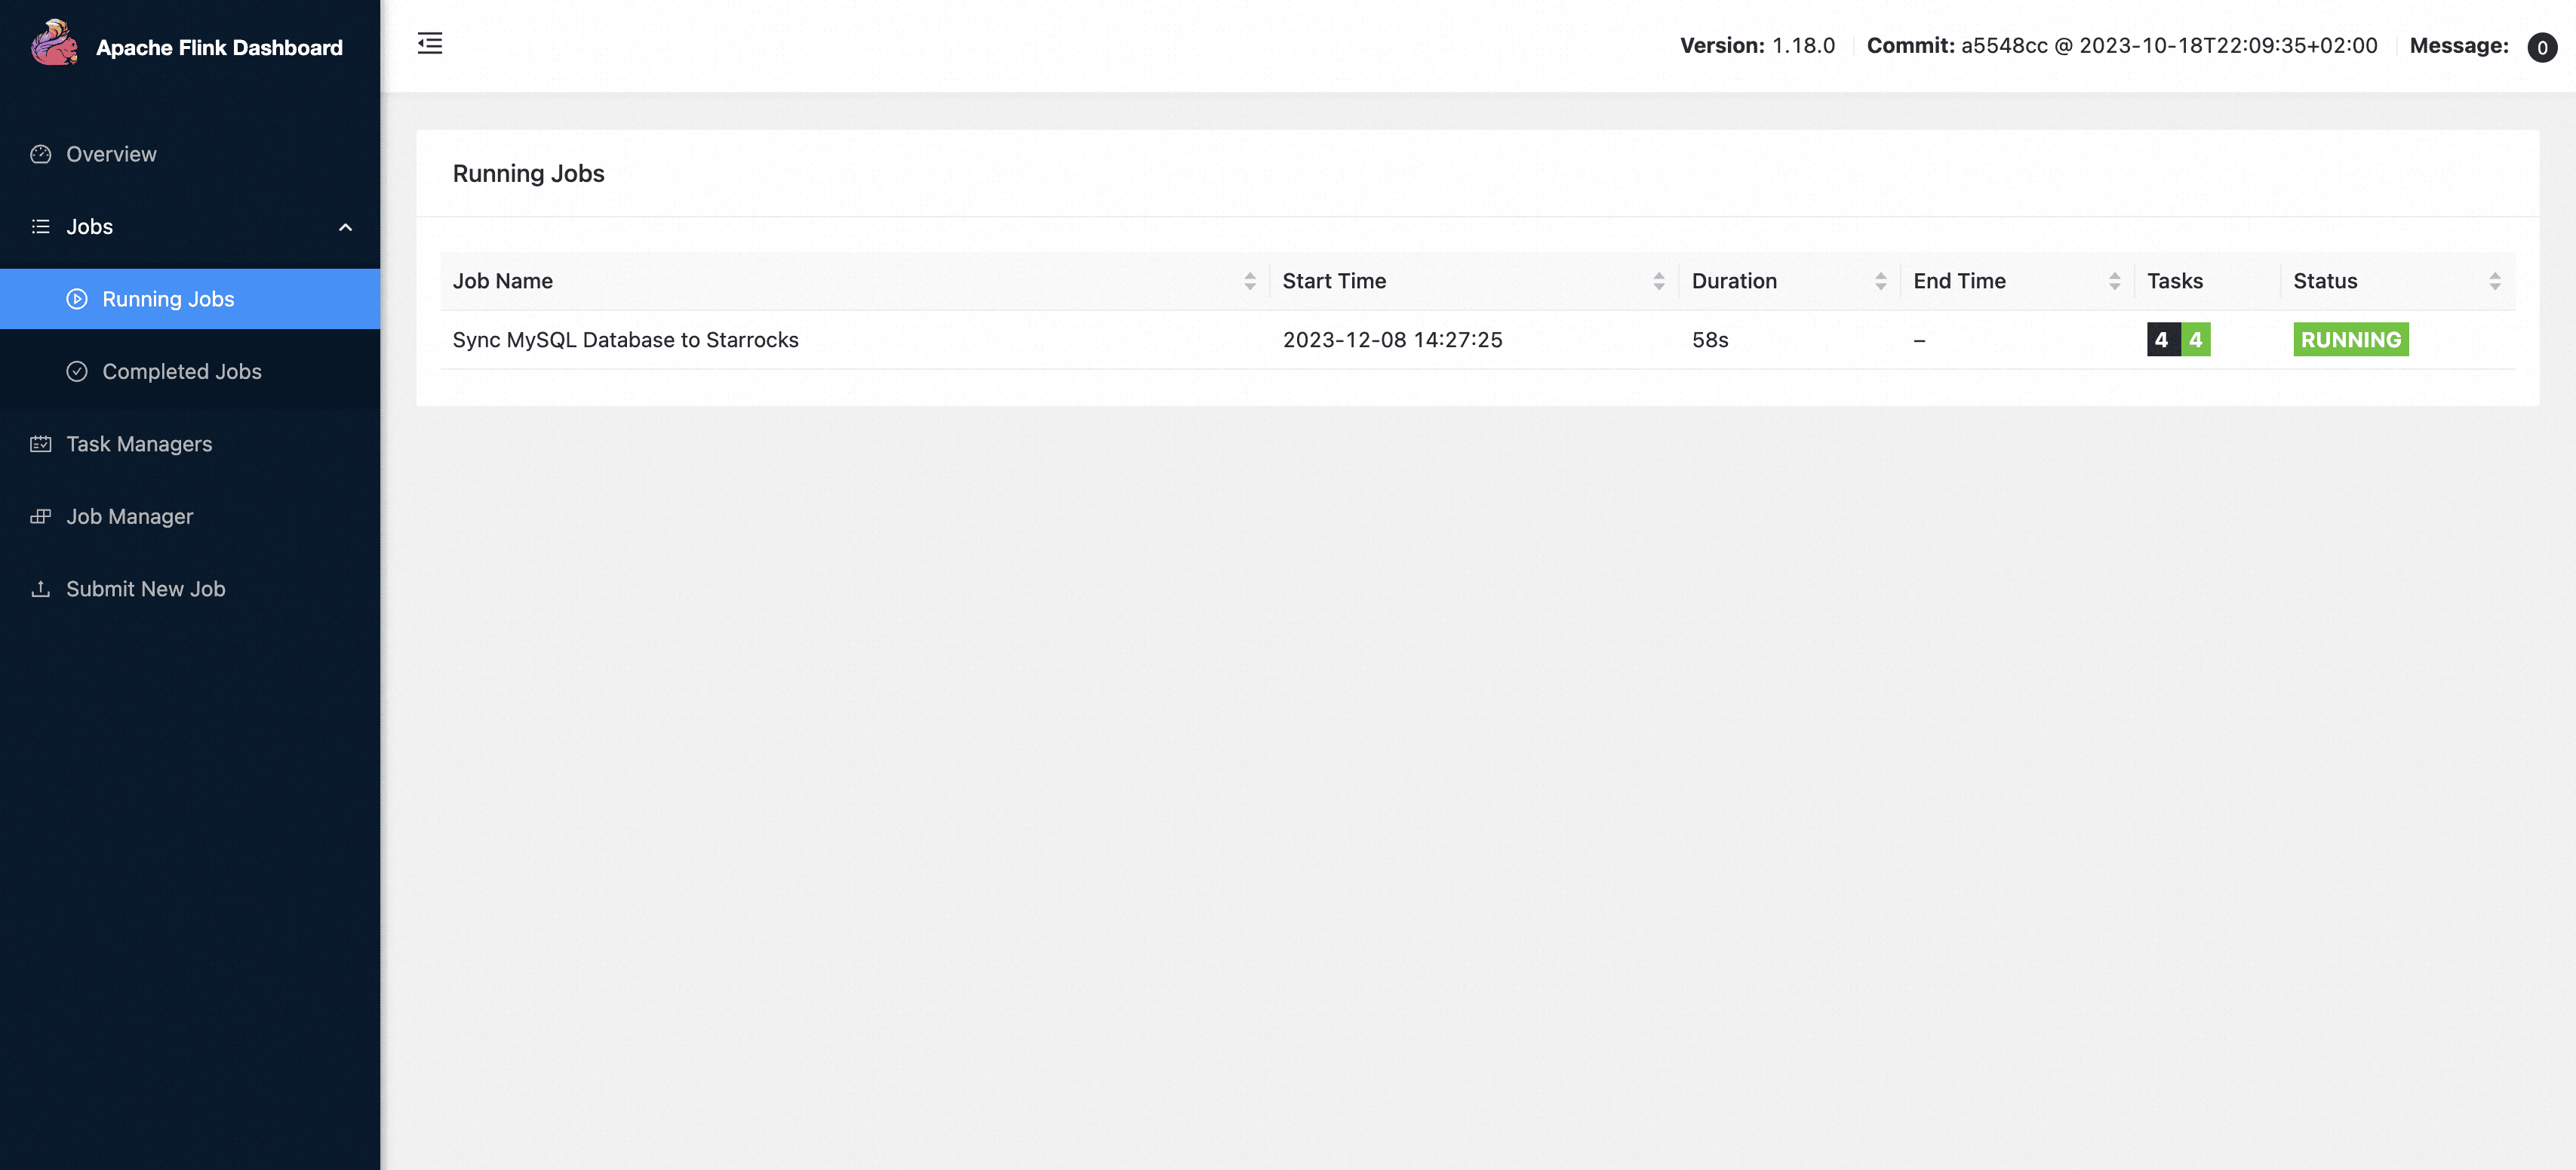 Apache Flink Dashboard
Version: 1.18.0 Commit: a5548cc @ 2023-10-18T22:09:35+02:00 Message: 0
Overview
Jobs
Running Jobs
Completed Jobs
Task Managers
Job Manager
Submit New Job
Running Jobs
Job Name Start Time Duration End Time Tasks Status
Sync MySQL Database to Starrocks 2023-12-08 14:27:25 58s – 4 4 RUNNING